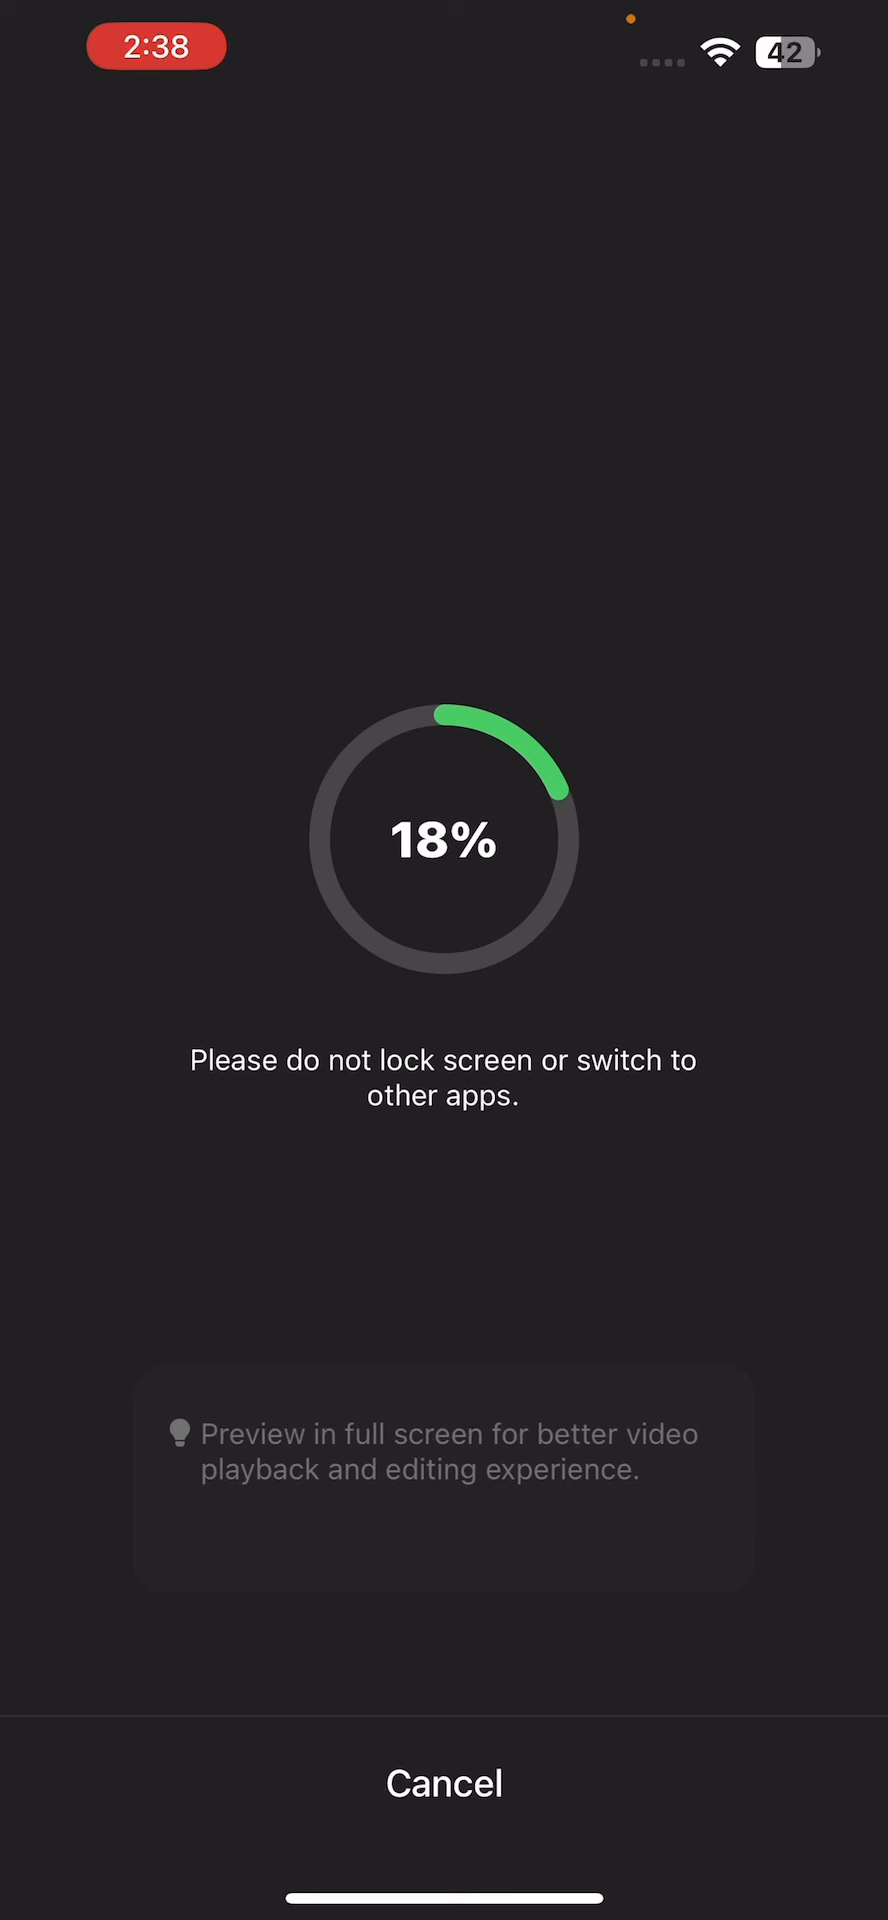 2:38
42
18%
Please do not lock screen or switch to
other apps.
Preview in full screen for better video
playback and editing experience.
Cancel